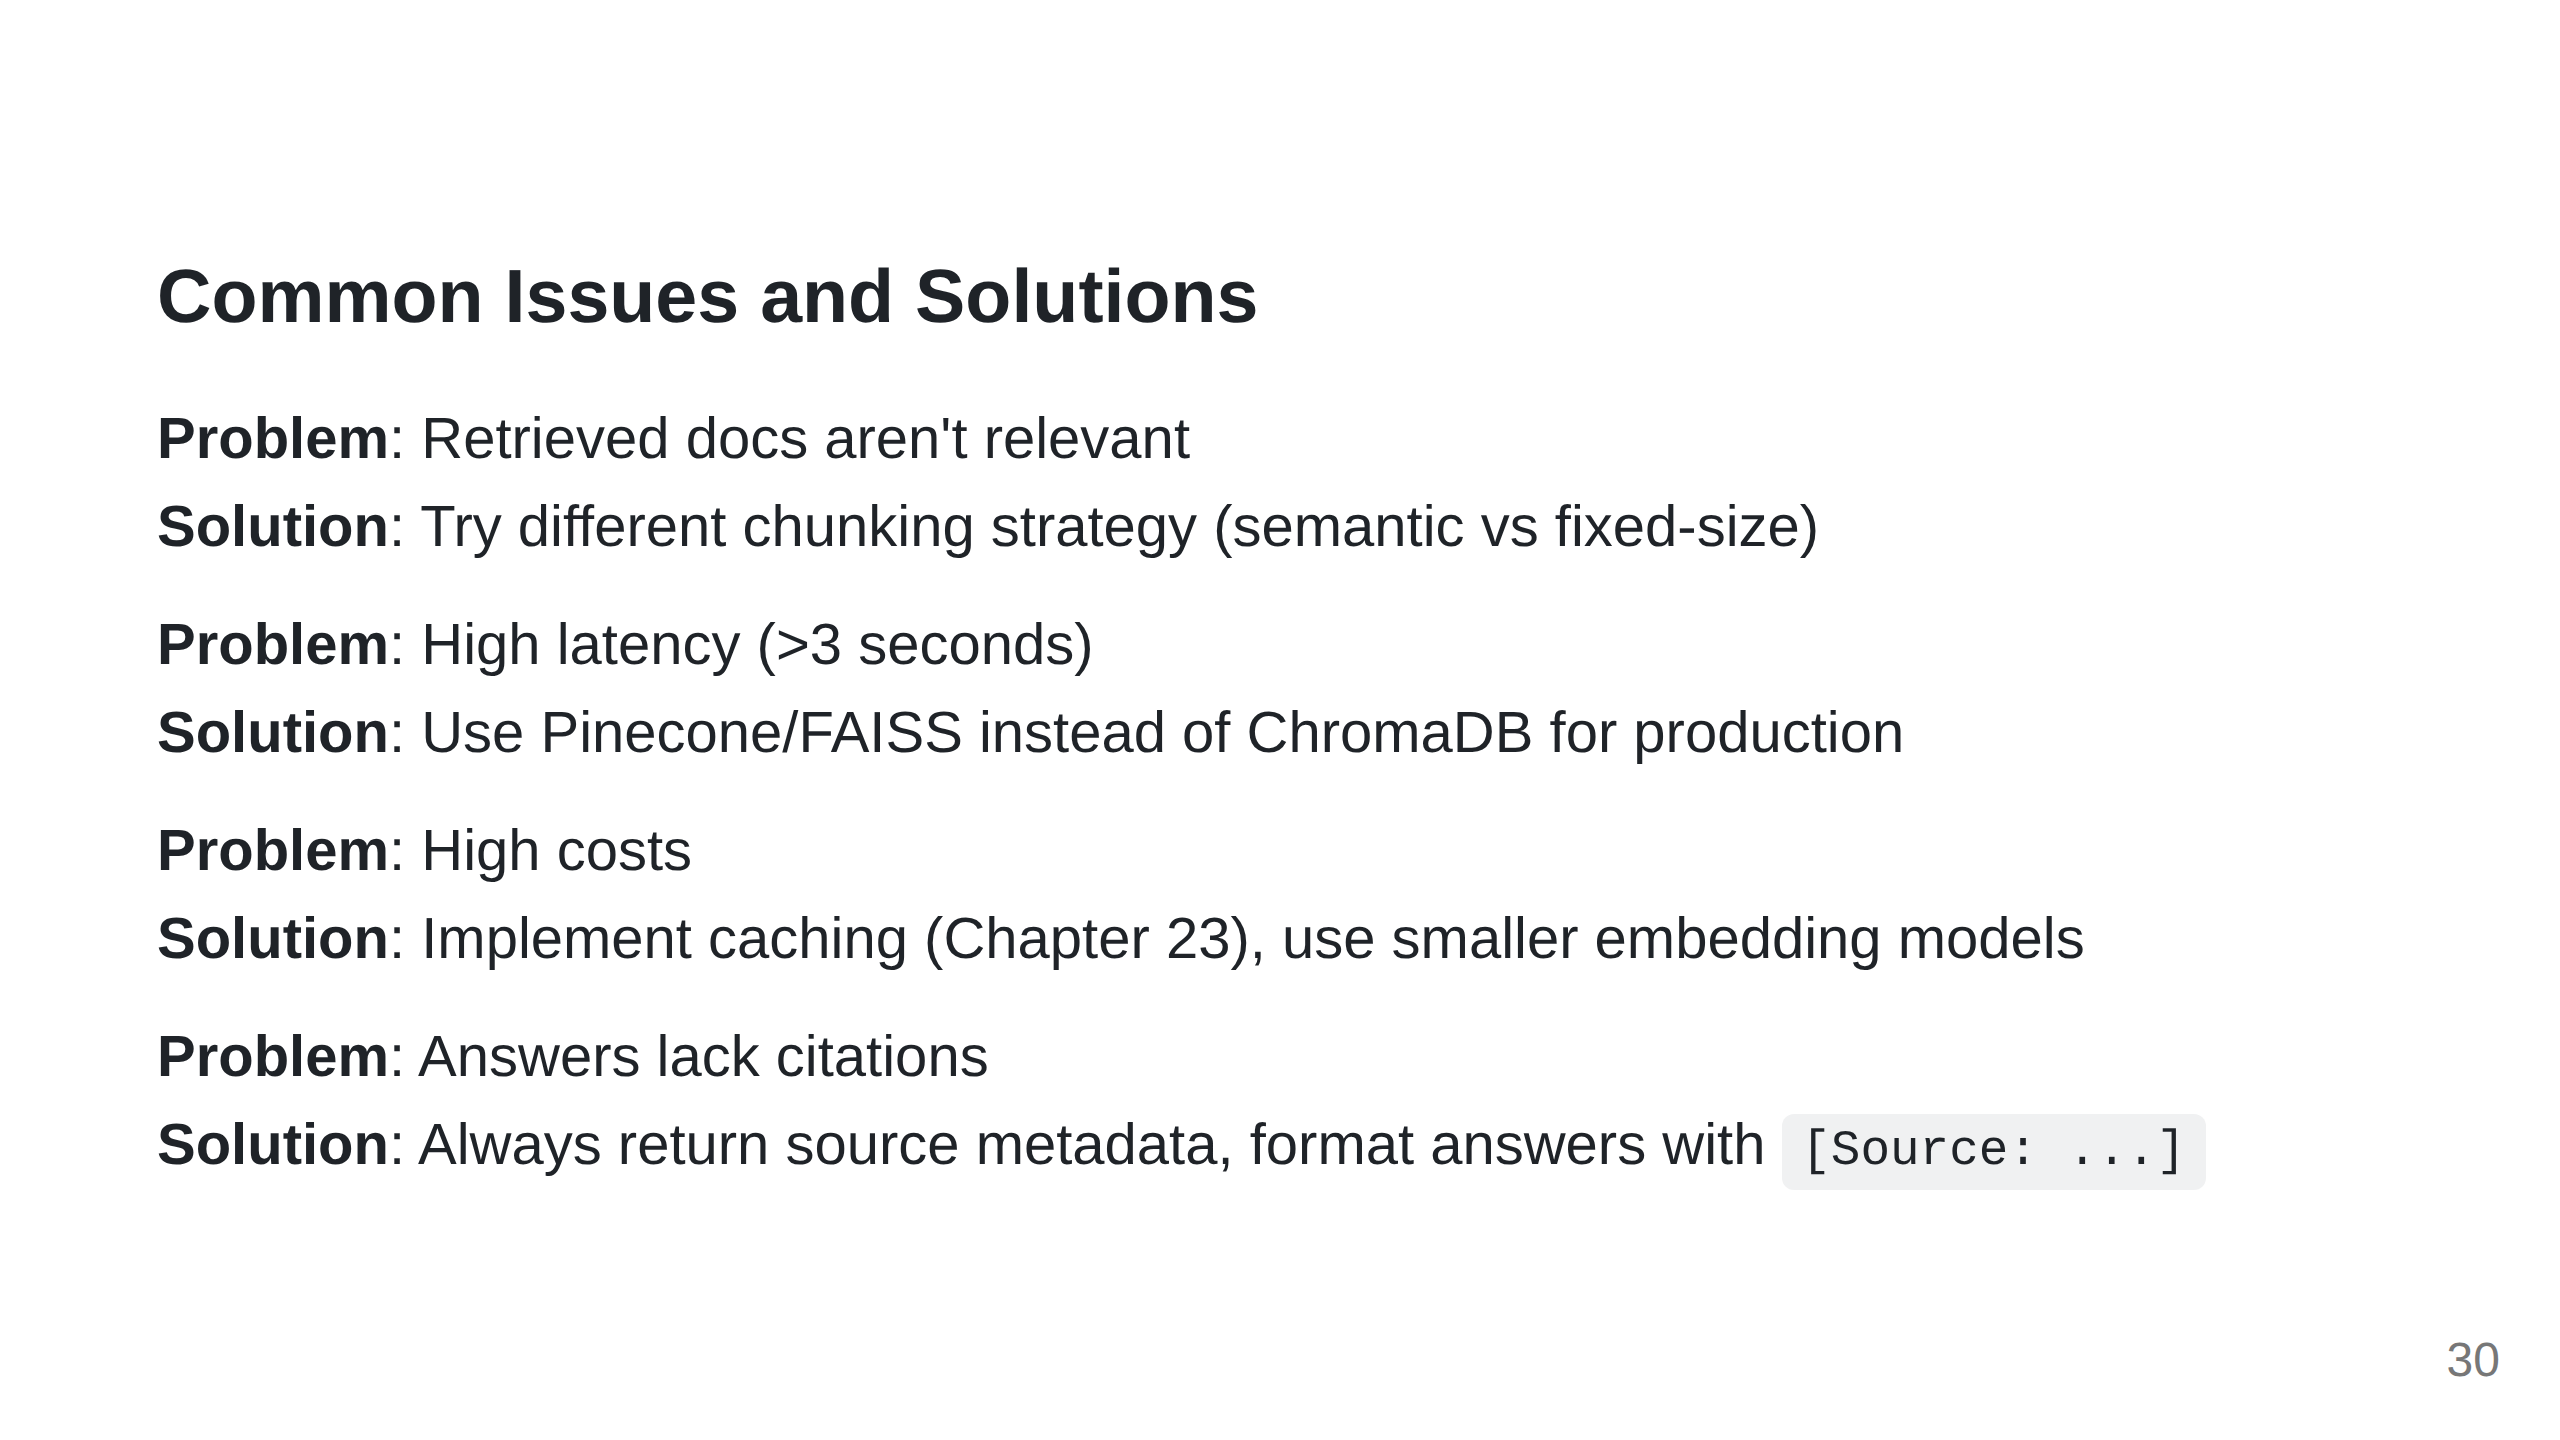 Common Issues and Solutions
Problem: Retrieved docs aren't relevant
Solution: Try different chunking strategy (semantic vs fixed-size)
Problem: High latency (>3 seconds)
Solution: Use Pinecone/FAISS instead of ChromaDB for production
Problem: High costs
Solution: Implement caching (Chapter 23), use smaller embedding models
Problem: Answers lack citations
Solution: Always return source metadata, format answers with [Source: ...]
30